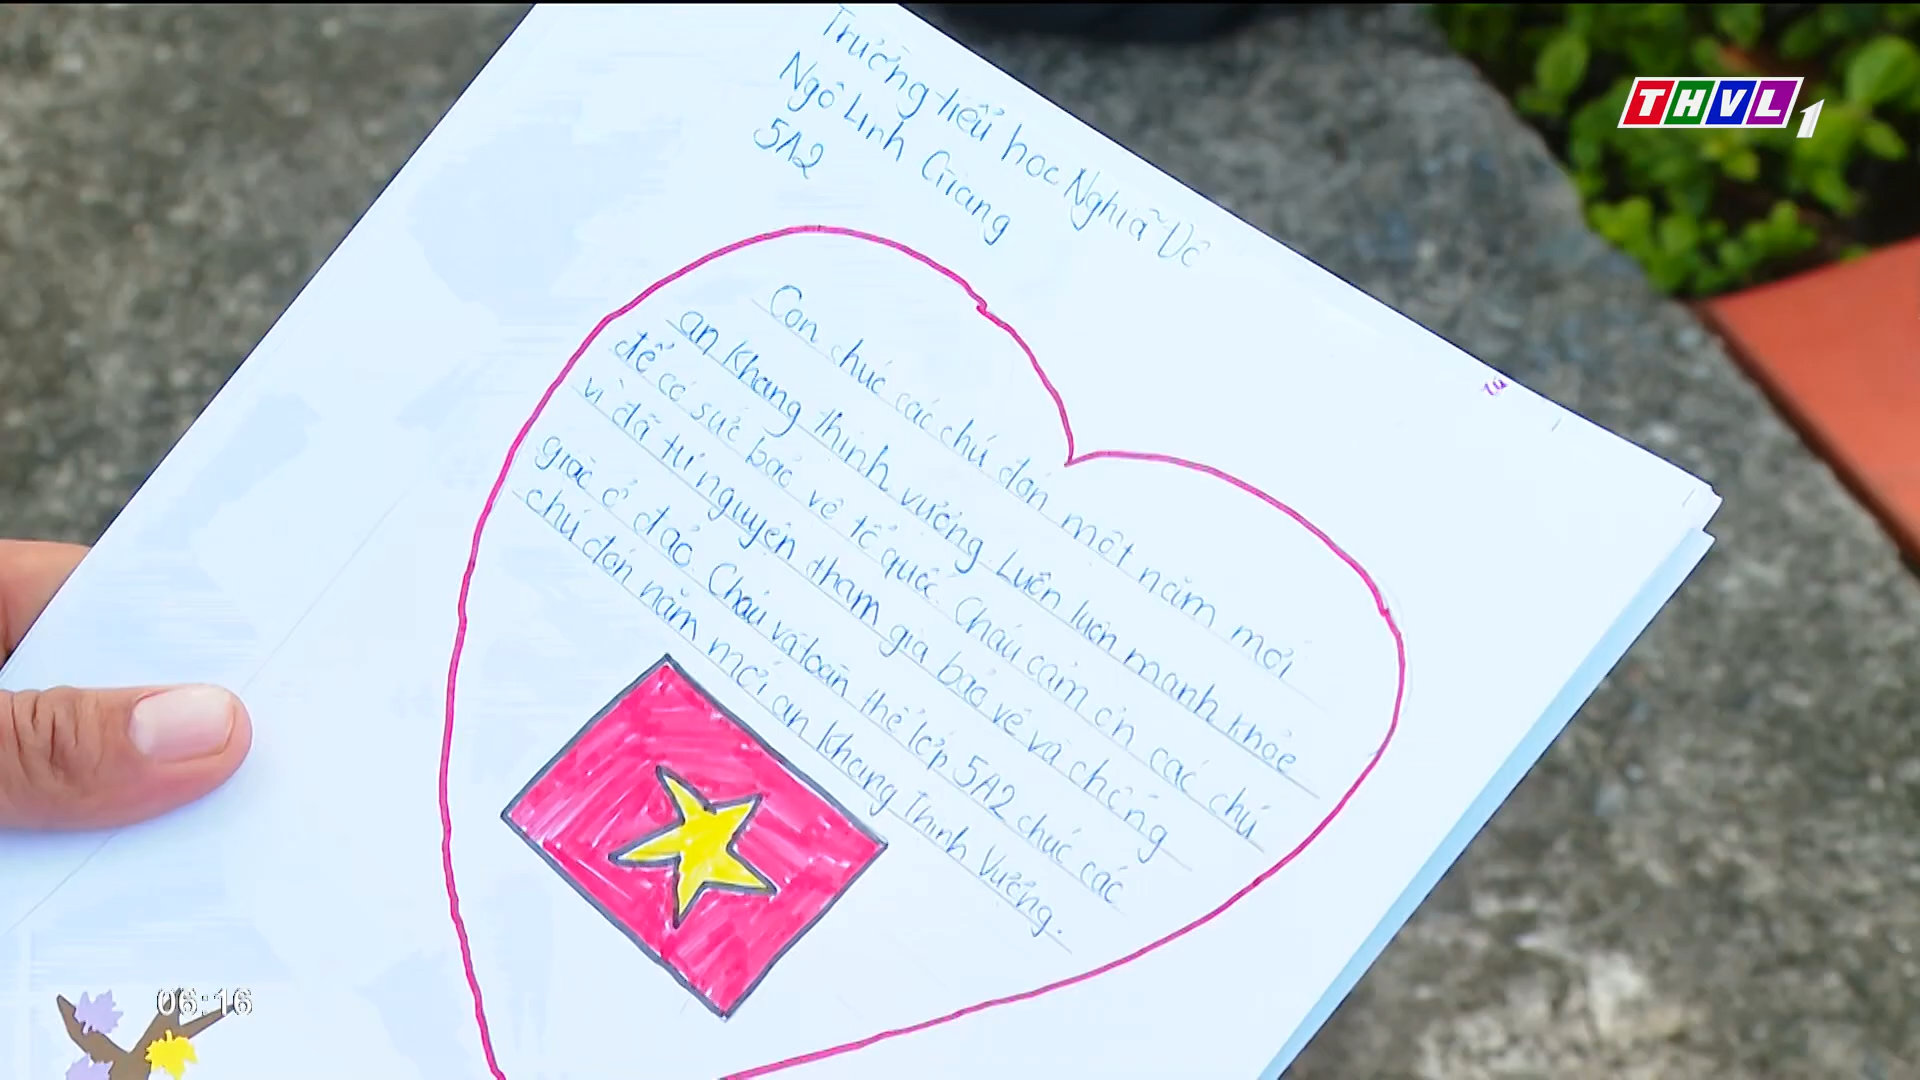 THVL1
Trường tiểu học Nghĩa Dõ
Ngô Linh Giang
5A2
Con chúc các chú đón một năm mới
an khang thịnh vượng. Luôn luôn mạnh khỏe
để có sức bảo vệ tổ quốc. Cháu cảm ơn các chú
vì đã tự nguyện tham gia bảo vệ và chống
giặc ở đảo. Cháu và toàn thể lớp 5A2 chúc các
chú đón năm mới an khang Thịnh Vượng.
06:16